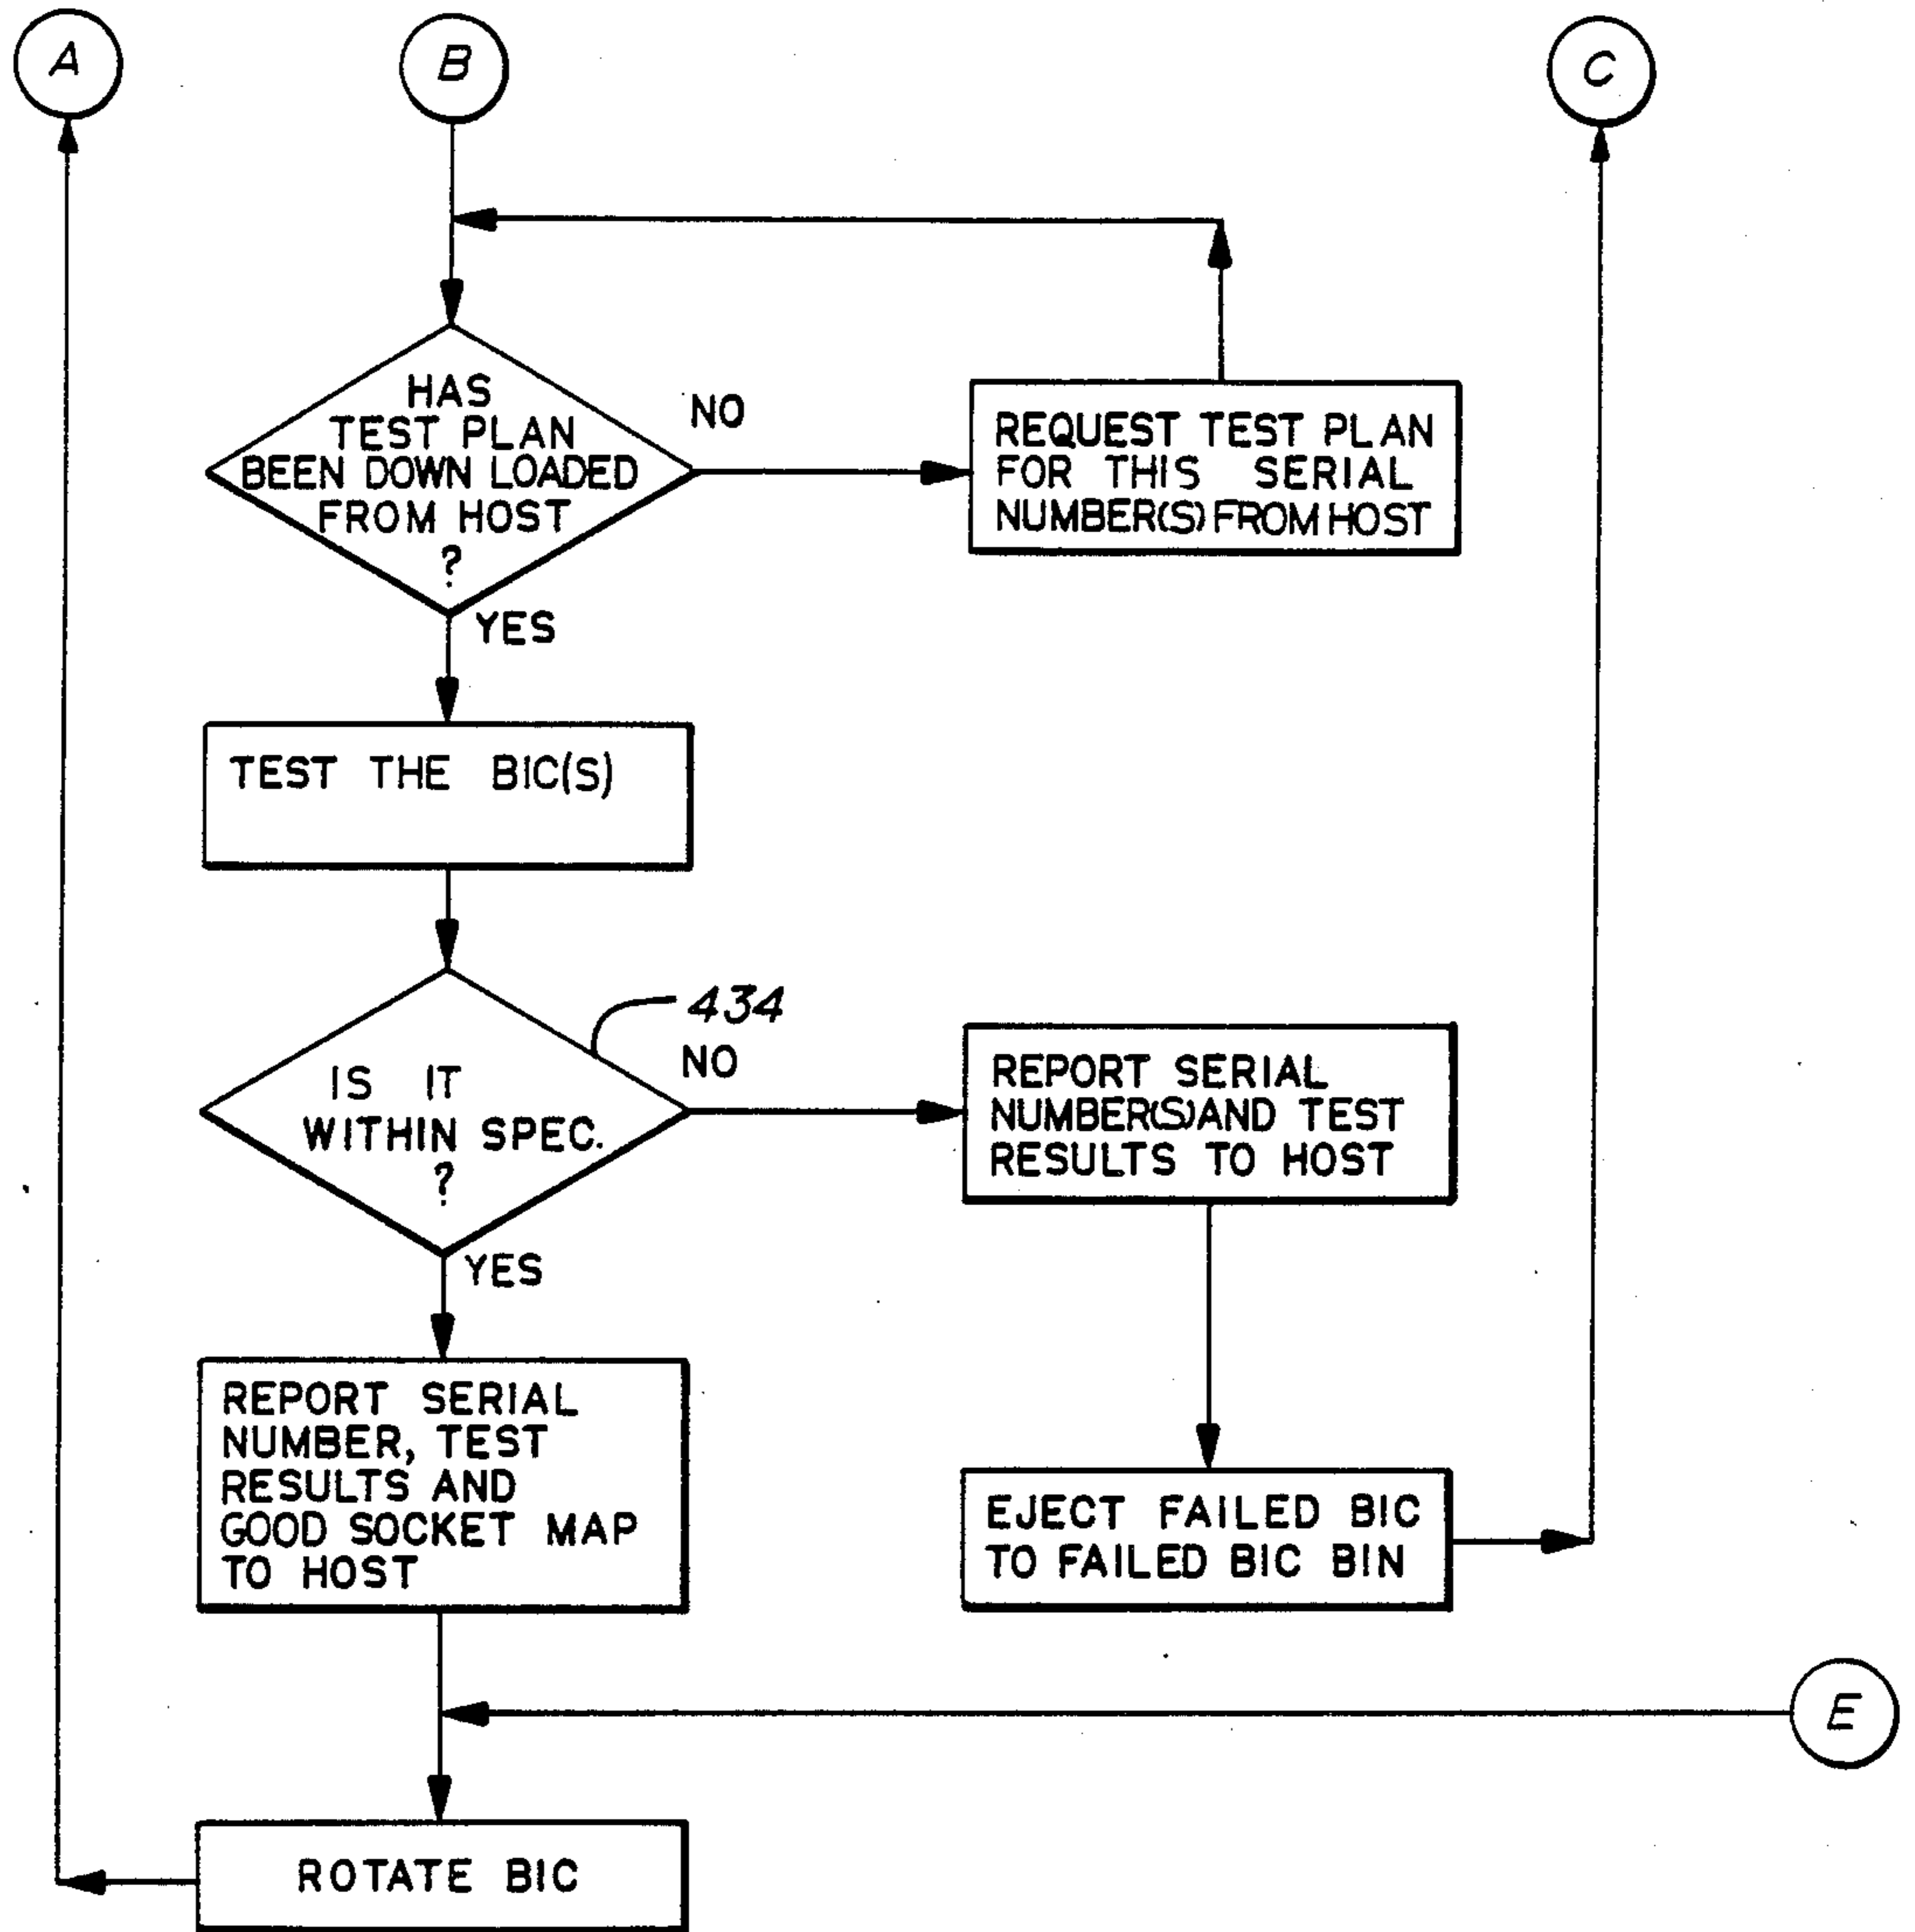 A
B
C
HAS
TEST PLAN
BEEN DOWN LOADED
FROM HOST
?
NO
REQUEST TEST PLAN
FOR THIS SERIAL
NUMBER(S) FROM HOST
YES
TEST THE BIC(S)
434
IS IT
WITHIN SPEC.
?
NO
REPORT SERIAL
NUMBER(S) AND TEST
RESULTS TO HOST
YES
REPORT SERIAL
NUMBER, TEST
RESULTS AND
GOOD SOCKET MAP
TO HOST
EJECT FAILED BIC
TO FAILED BIC BIN
E
ROTATE BIC